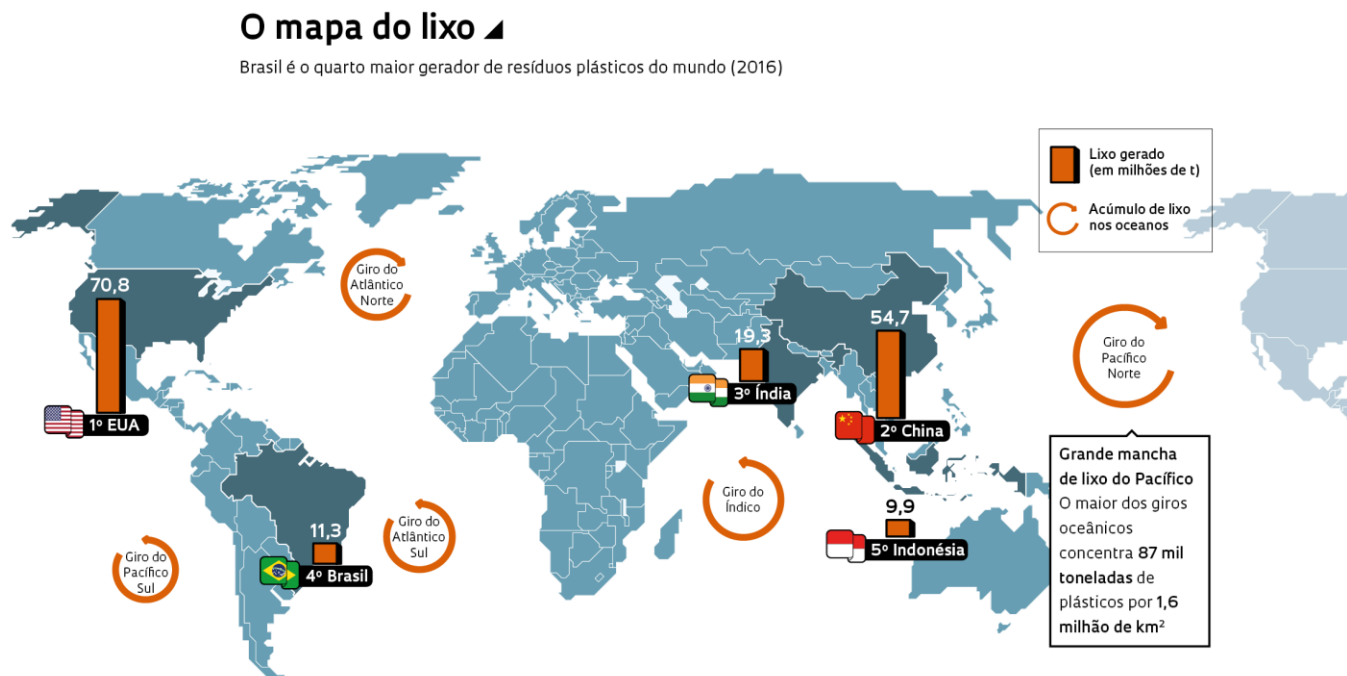 O mapa do lixo
Brasil é o quarto maior gerador de resíduos plásticos do mundo (2016)
Lixo gerado
(em milhões de t)
Acúmulo de lixo
nos oceanos
Giro do
Atlântico
Norte
70,8
1º EUA
19,3
3º Índia
54,7
2º China
Giro do
Pacífico
Norte
Grande mancha
de lixo do Pacífico
O maior dos giros
oceânicos
concentra 87 mil
toneladas de
plásticos por 1,6
milhão de km²
Giro do
Índico
9,9
5º Indonésia
Giro do
Atlântico
Sul
11,3
4º Brasil
Giro do
Pacífico
Sul